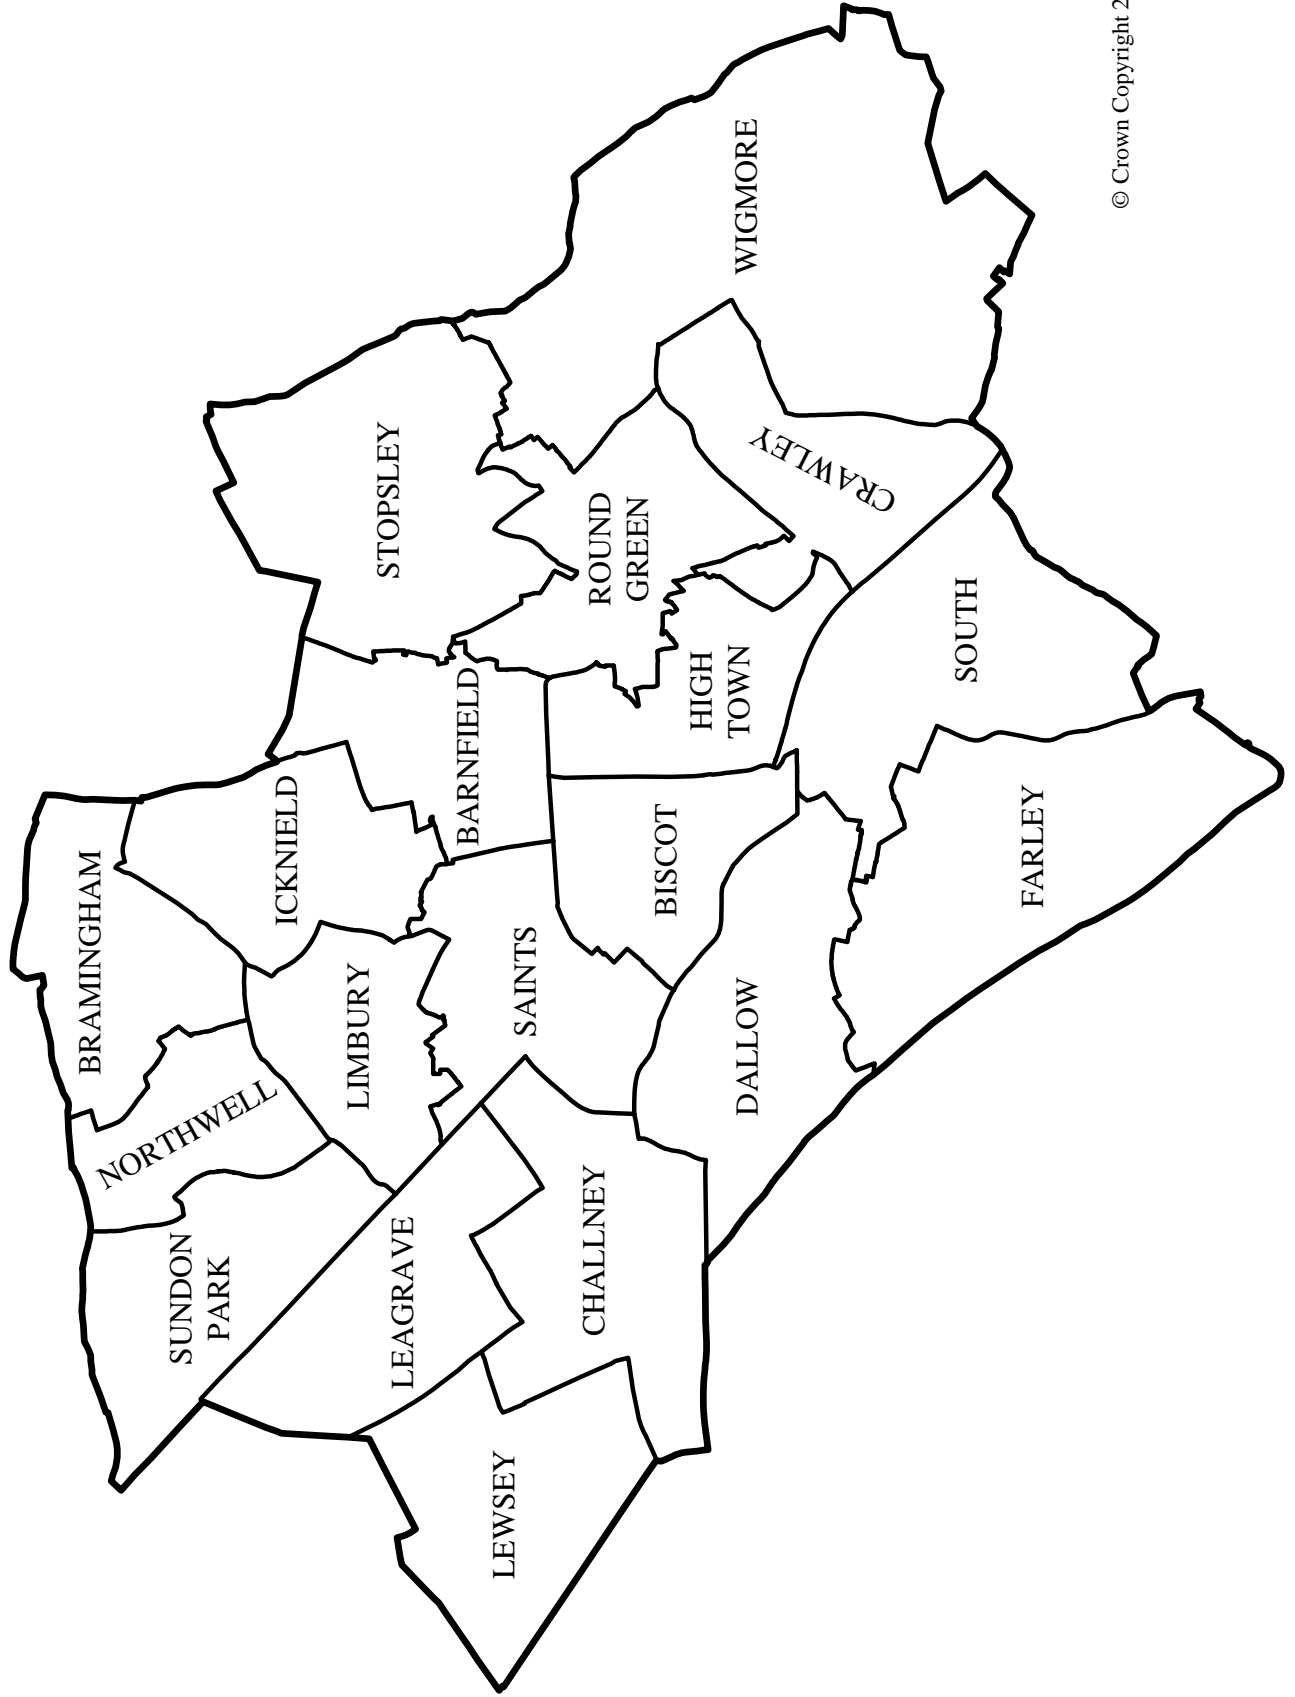 BRAMINGHAM
NORTHWELL
SUNDON
PARK
ICKNIELD
LIMBURY
LEAGRAVE
STOPSLEY
BARNFIELD
SAINTS
LEWSEY
CHALLNEY
ROUND
GREEN
BISCOT
HIGH
TOWN
DALLOW
WIGMORE
CRAWLEY
SOUTH
FARLEY
© Crown Copyright 2